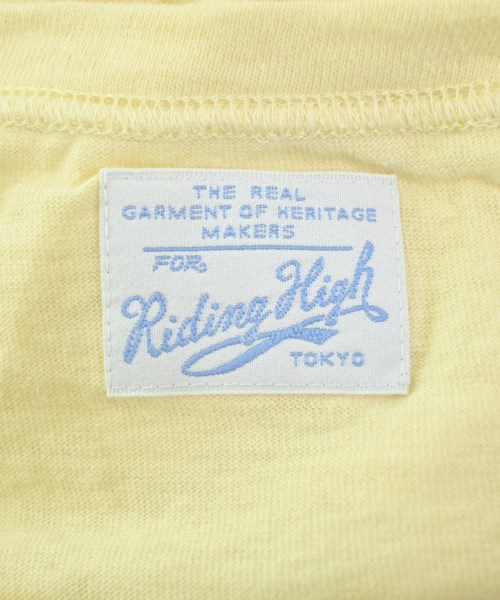 THE REAL
GARMENT OF HERITAGE
MAKERS
FOR.
Riding High
TOKYO